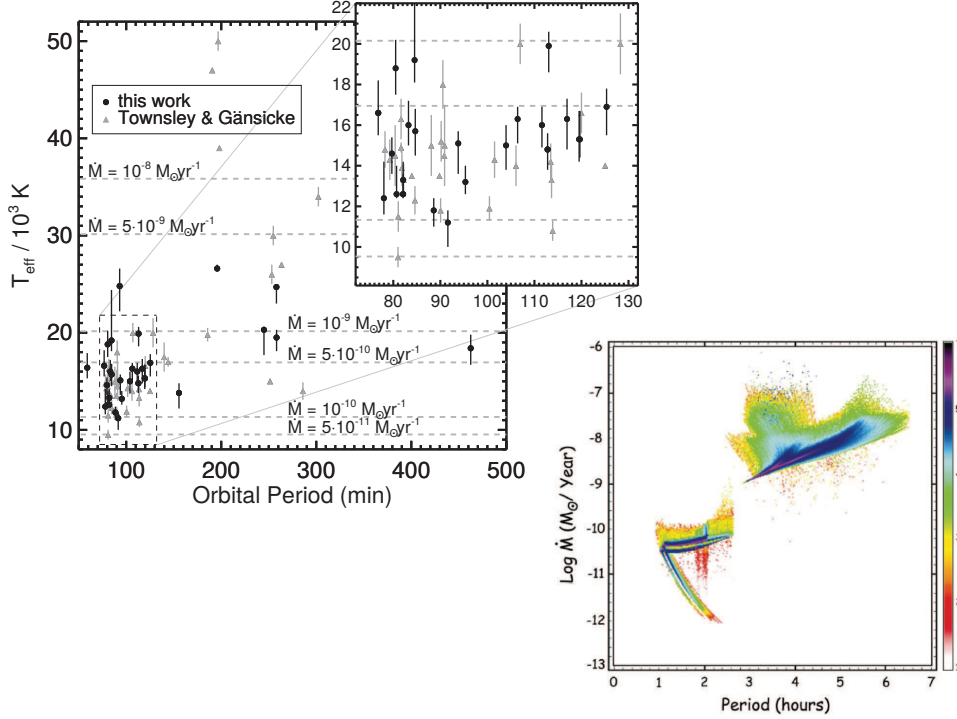 22
20
18
16
14
12
10
80 90 100 110 120 130
50
40
30
20
10
T_eff / 10³ K
this work
Townsley & Gänsicke
Ṁ = 10⁻⁸ M⊙yr⁻¹
Ṁ = 5·10⁻⁹ M⊙yr⁻¹
Ṁ = 10⁻⁹ M⊙yr⁻¹
Ṁ = 5·10⁻¹⁰ M⊙yr⁻¹
Ṁ = 10⁻¹⁰ M⊙yr⁻¹
Ṁ = 5·10⁻¹¹ M⊙yr⁻¹
100 200 300 400 500
Orbital Period (min)
-6
-7
-8
-9
-10
-11
-12
-13
Log Ṁ (M⊙/ Year)
0 1 2 3 4 5 6 7
Period (hours)